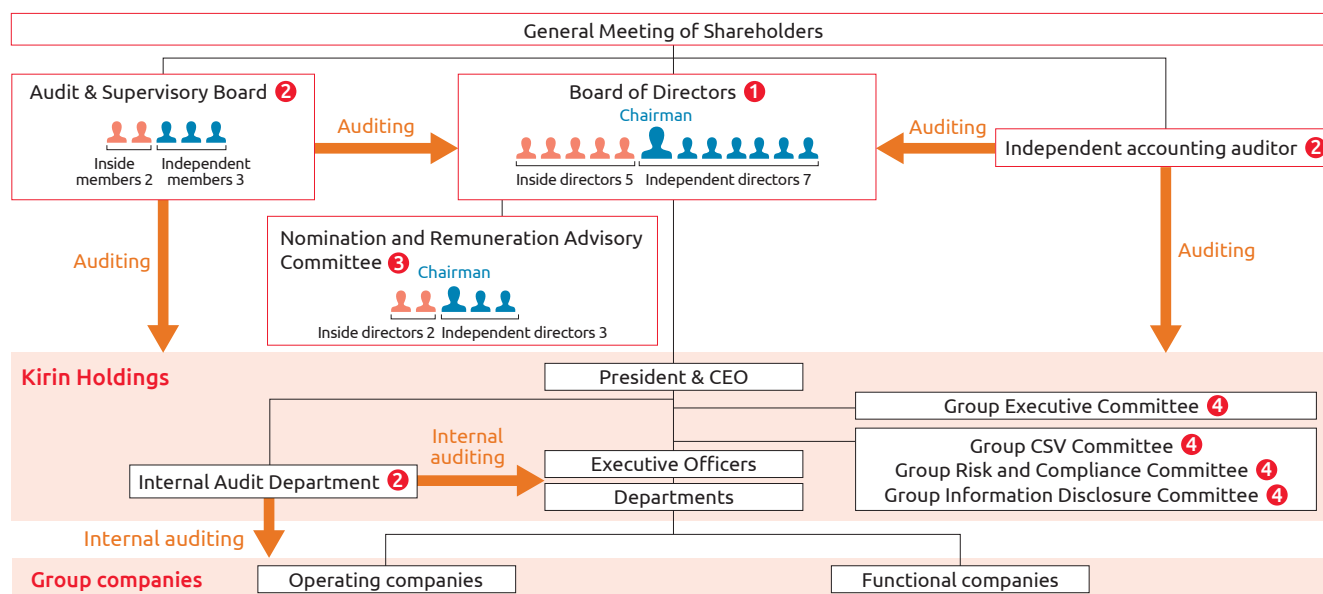 General Meeting of Shareholders
Audit & Supervisory Board 2
Inside
members 2
Independent
members 3
Auditing
Board of Directors 1
Chairman
Inside directors 5
Independent directors 7
Auditing
Independent accounting auditor 2
Auditing
Nomination and Remuneration Advisory
Committee 3
Chairman
Inside directors 2
Independent directors 3
Auditing
Kirin Holdings
President & CEO
Group Executive Committee 4
Group CSV Committee 4
Group Risk and Compliance Committee 4
Group Information Disclosure Committee 4
Internal
auditing
Executive Officers
Internal Audit Department 2
Departments
Internal auditing
Group companies
Operating companies
Functional companies